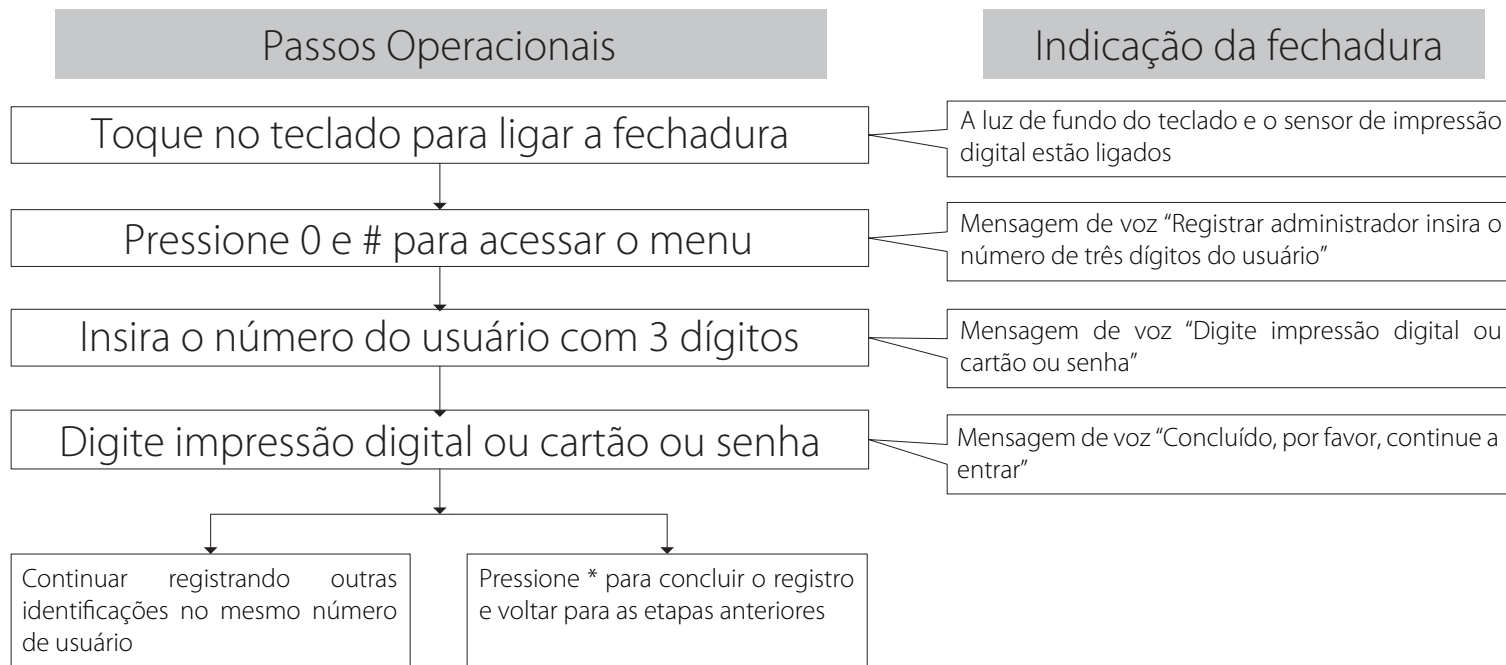 Passos Operacionais
Indicação da fechadura
Toque no teclado para ligar a fechadura
A luz de fundo do teclado e o sensor de impressão
digital estão ligados
Pressione 0 e # para acessar o menu
Mensagem de voz “Registrar administrador insira o
número de três dígitos do usuário”
Insira o número do usuário com 3 dígitos
Mensagem de voz “Digite impressão digital ou
cartão ou senha”
Digite impressão digital ou cartão ou senha
Mensagem de voz “Concluído, por favor, continue a
entrar”
Continuar registrando outras
identificações no mesmo número
de usuário
Pressione * para concluir o registro
e voltar para as etapas anteriores